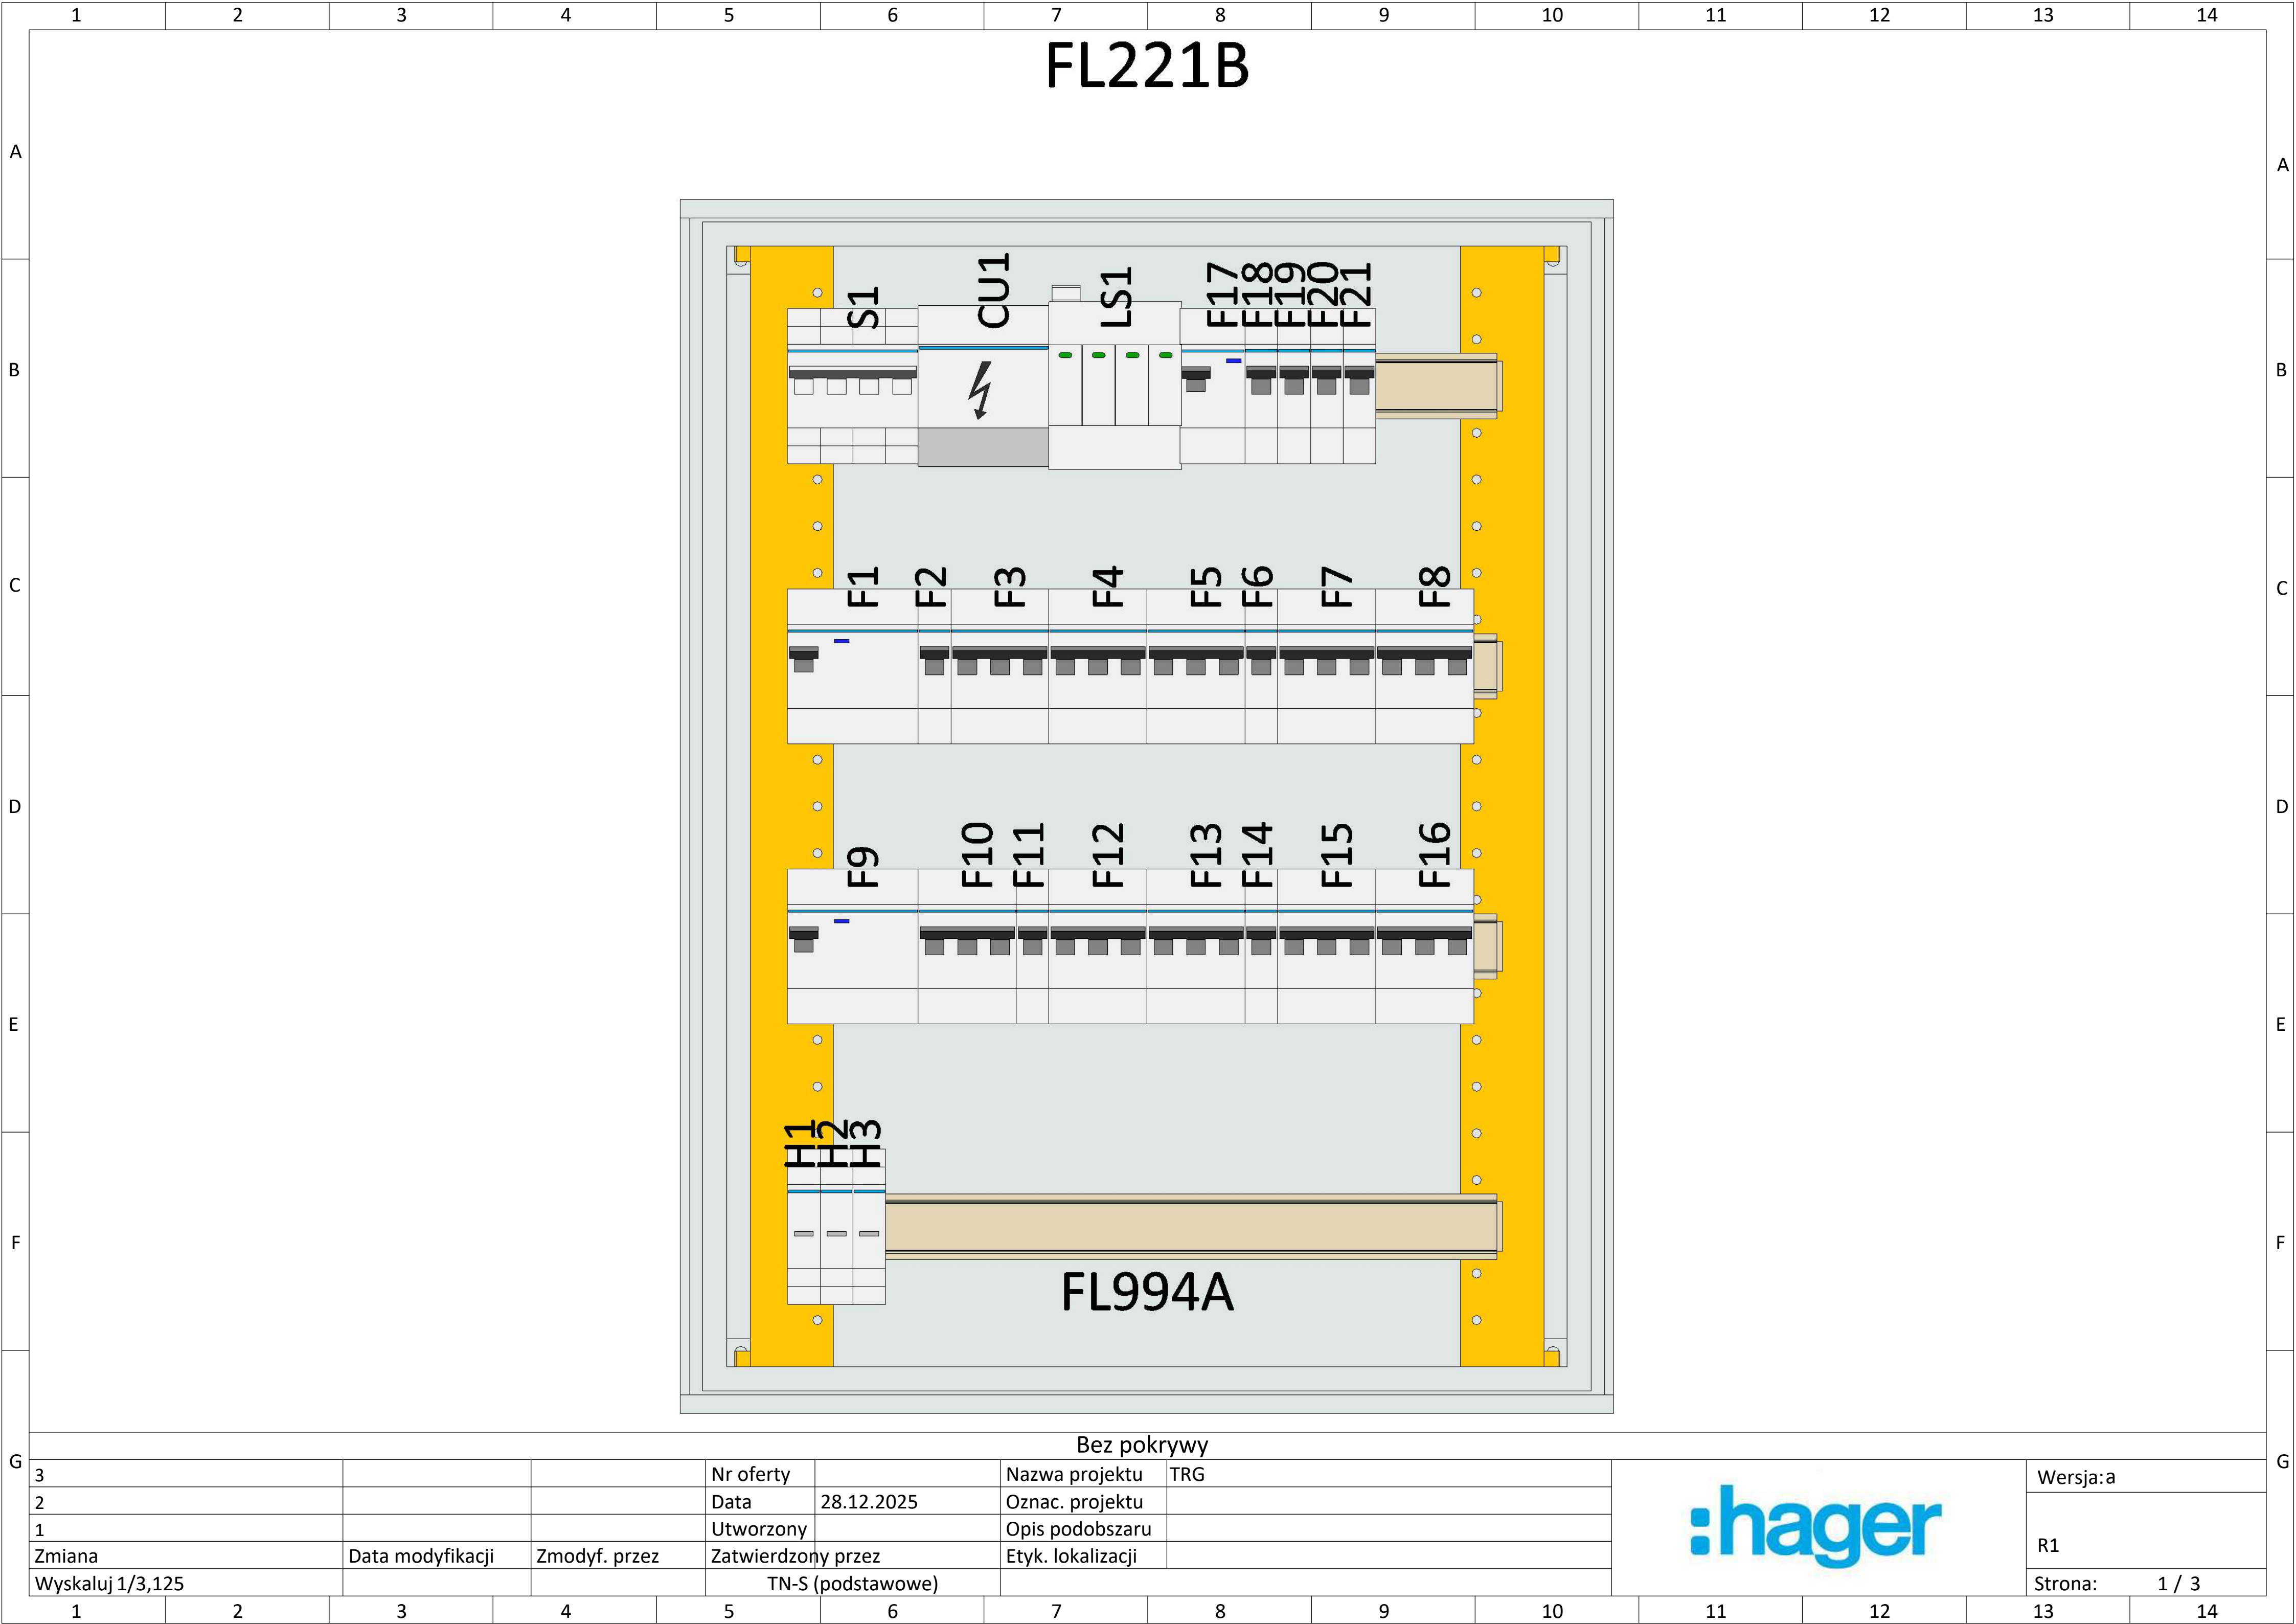 1 2 3 4 5 6 7 8 9 10 11 12 13 14
FL221B
A A
S1 CU1 LS1 F17 F18 F19 F20 F21
B B
F1 F2 F3 F4 F5 F6 F7 F8
C C
D D
F9 F10 F11 F12 F13 F14 F15 F16
E E
H1 H2 H3
F F
FL994A
Bez pokrywy
G G
3 Nr oferty Nazwa projektu TRG Wersja:a
2 Data 28.12.2025 Oznac. projektu
1 Utworzony Opis podobszaru
:hager
R1
Zmiana Data modyfikacji Zmodyf. przez Zatwierdzony przez Etyk. lokalizacji
Wyskaluj 1/3,125 TN-S (podstawowe) Strona: 1 / 3
1 2 3 4 5 6 7 8 9 10 11 12 13 14